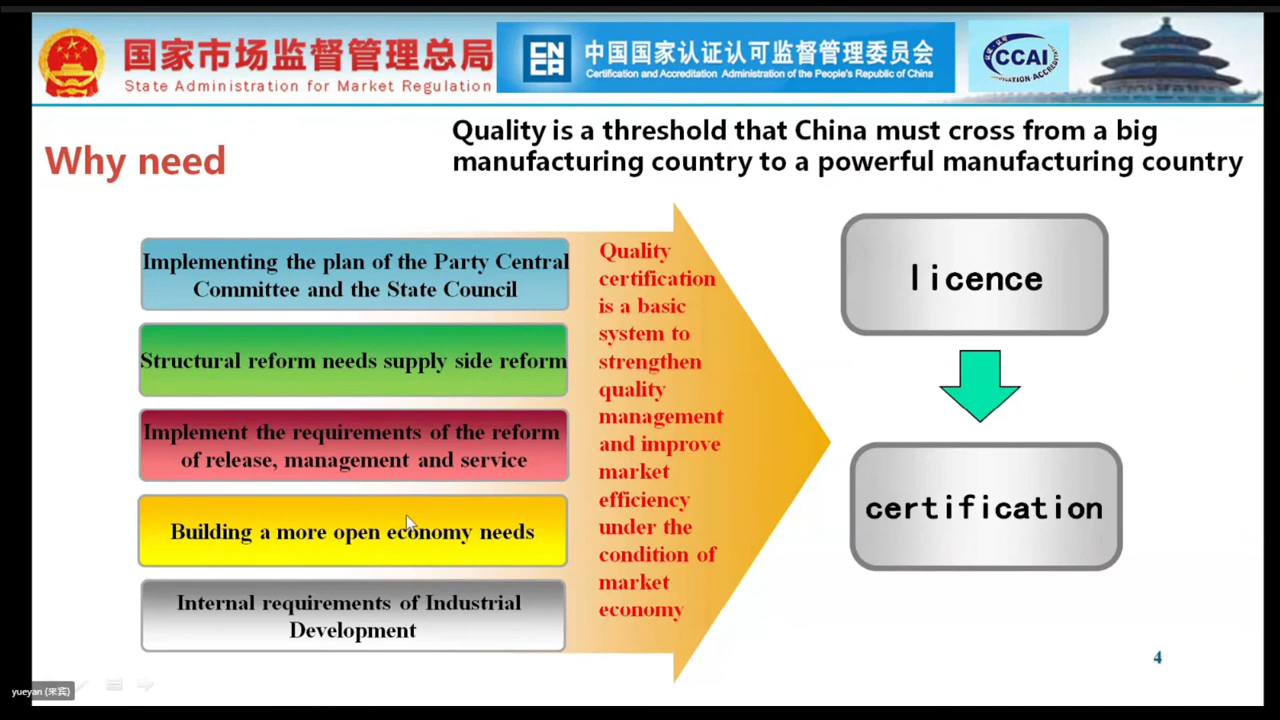 国家市场监督管理总局
State Administration for Market Regulation
CN
CA
中国国家认证认可监督管理委员会
Certification and Accreditation Administration of the People's Republic of China
CCAI
Why need
Quality is a threshold that China must cross from a big
manufacturing country to a powerful manufacturing country
Implementing the plan of the Party Central
Committee and the State Council
Structural reform needs supply side reform
Implement the requirements of the reform
of release, management and service
Building a more open economy needs
Internal requirements of Industrial
Development
Quality
certification
is a basic
system to
strengthen
quality
management
and improve
market
efficiency
under the
condition of
market
economy
licence
certification
4
yueyan (来宾)